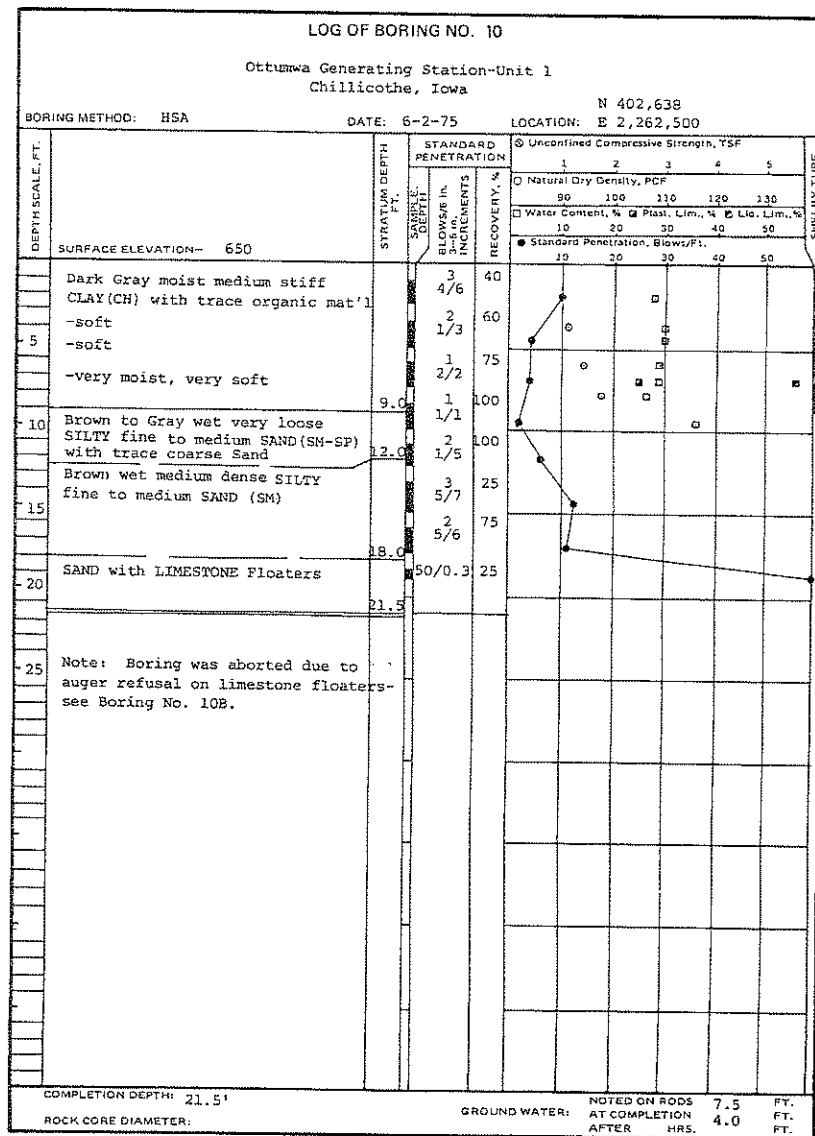 LOG OF BORING NO. 10
Ottumwa Generating Station-Unit 1
Chillicothe, Iowa
N 402,638
BORING METHOD: HSA DATE: 6-2-75 LOCATION: E 2,262,500
DEPTH SCALE, FT.
SURFACE ELEVATION- 650
STRATUM DEPTH FT.
STANDARD PENETRATION
SAMPLE DEPTH
BLOWS/6 in.
3-6 in. INCREMENTS
RECOVERY, %
Unconfined Compressive Strength, TSF
1 2 3 4 5
Natural Dry Density, PCF
90 100 110 120 130
Water Content, % Plast. Lim., % Liq. Lim., %
10 20 30 40 50
Standard Penetration, Blows/Ft.
10 20 30 40 50
Dark Gray moist medium stiff
CLAY(CH) with trace organic mat'l
3
4/6
40
-soft
2
1/3
60
5
-soft
1
2/2
75
-very moist, very soft
9.0
1
1/1
100
10
Brown to Gray wet very loose
SILTY fine to medium SAND(SM-SP)
with trace coarse Sand
12.0
2
1/5
100
Brown wet medium dense SILTY
fine to medium SAND (SM)
3
5/7
25
15
2
5/6
75
18.0
SAND with LIMESTONE Floaters
50/0.3 25
20
21.5
25
Note: Boring was aborted due to
auger refusal on limestone floaters-
see Boring No. 10B.
COMPLETION DEPTH: 21.5'
ROCK CORE DIAMETER:
GROUND WATER:
NOTED ON RODS 7.5 FT.
AT COMPLETION 4.0 FT.
AFTER HRS. FT.